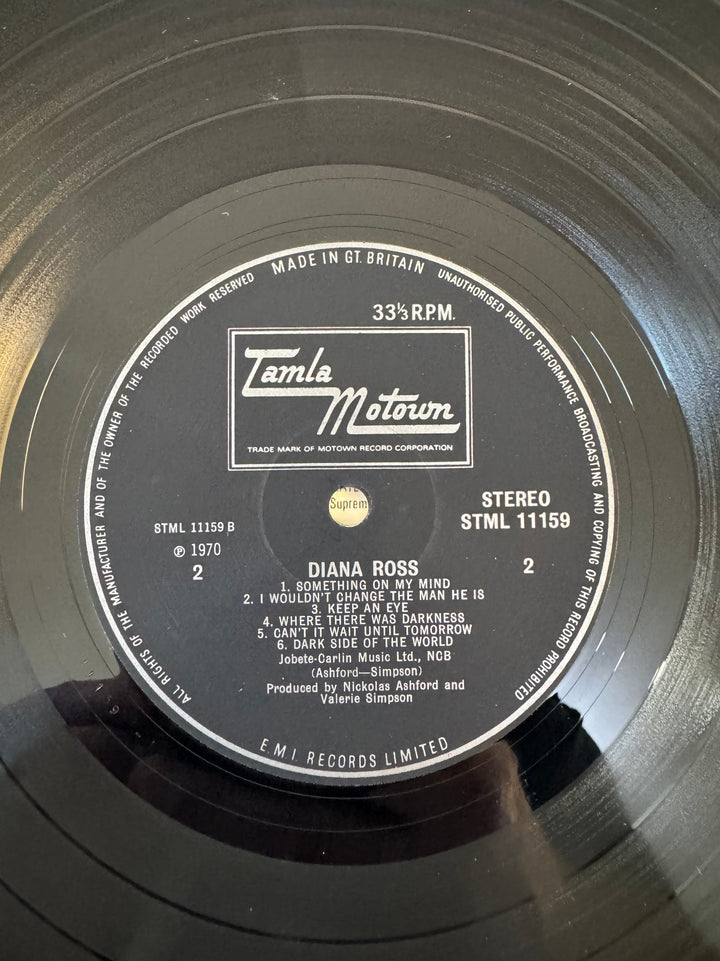 MADE IN GT. BRITAIN
UNAUTHORISED PUBLIC PERFORMANCE BROADCASTING AND COPYING OF THIS RECORD PROHIBITED
ALL RIGHTS OF THE MANUFACTURER AND OF THE OWNER OF THE RECORDED WORK RESERVED
33⅓ R.P.M.
Tamla
Motown
TRADE MARK OF MOTOWN RECORD CORPORATION
Suprem
STEREO
STML 11159
STML 11159 B
℗ 1970
2
2
DIANA ROSS
1. SOMETHING ON MY MIND
2. I WOULDN'T CHANGE THE MAN HE IS
3. KEEP AN EYE
4. WHERE THERE WAS DARKNESS
5. CAN'T IT WAIT UNTIL TOMORROW
6. DARK SIDE OF THE WORLD
Jobete-Carlin Music Ltd., NCB
(Ashford—Simpson)
Produced by Nickolas Ashford and
Valerie Simpson
E.M.I. RECORDS LIMITED